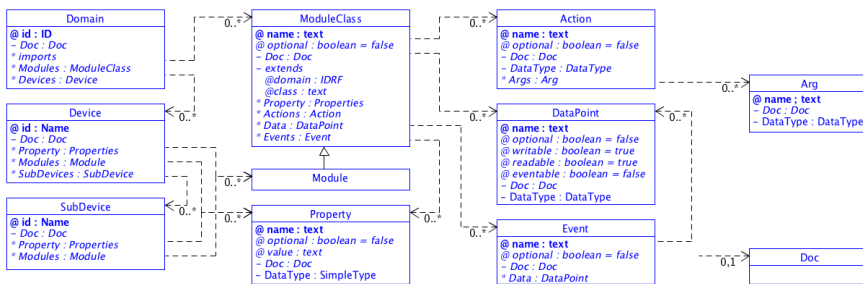 Domain
@ id : ID
– Doc : Doc
* imports
* Modules : ModuleClass
* Devices : Device
0..*
Device
@ id : Name
– Doc : Doc
* Property : Properties
* Modules : Module
* SubDevices : SubDevice
0..*
SubDevice
@ id : Name
* Property : Properties
* Modules : Module
0..*
ModuleClass
@ name : text
@ optional : boolean = false
– Doc : Doc
– extends
@domain : IDRF
@class : text
* Property : Properties
* Actions : Action
* Data : DataPoint
* Events : Event
0..*
Module
0..*
0..*
Property
@ name : text
@ optional : boolean = false
@ value : text
– Doc : Doc
– DataType : SimpleType
0..*
Action
@ name : text
@ optional : boolean = false
– Doc : Doc
– DataType : DataType
* Args : Arg
0..*
DataPoint
@ name : text
@ optional : boolean = false
@ writable : boolean = true
@ readable : boolean = true
@ eventable : boolean = false
– Doc : Doc
– DataType : DataType
0..*
0..*
Event
@ name : text
@ optional : boolean = false
– Doc : Doc
* Data : DataPoint
0..*
Arg
@ name ; text
– Doc : Doc
– DataType : DataType
0,1
Doc